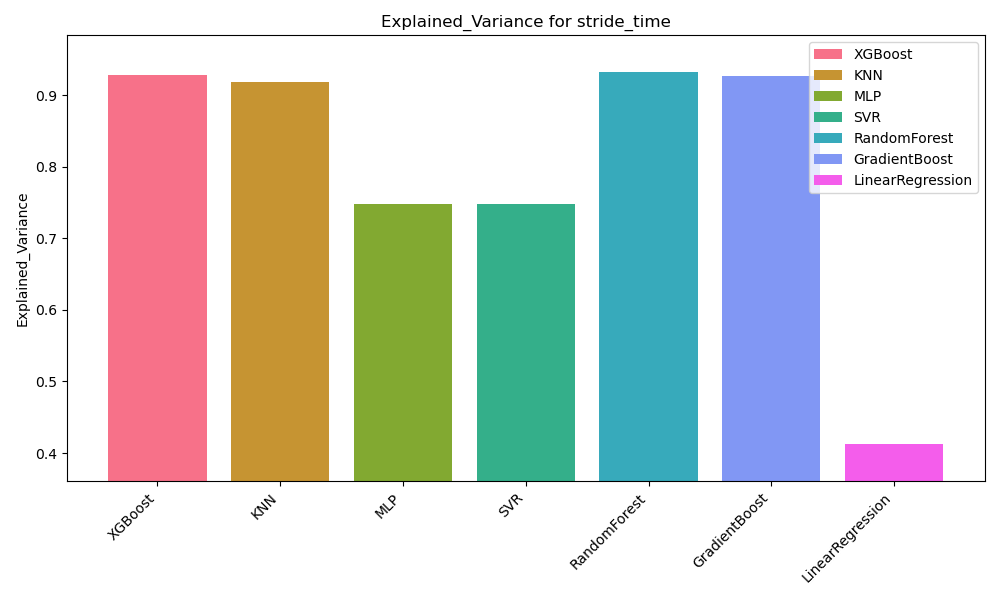 Explained_Variance for stride_time
XGBoost
KNN
MLP
SVR
RandomForest
GradientBoost
LinearRegression
Explained_Variance
0.9
0.8
0.7
0.6
0.5
0.4
XGBoost
KNN
MLP
SVR
RandomForest
GradientBoost
LinearRegression